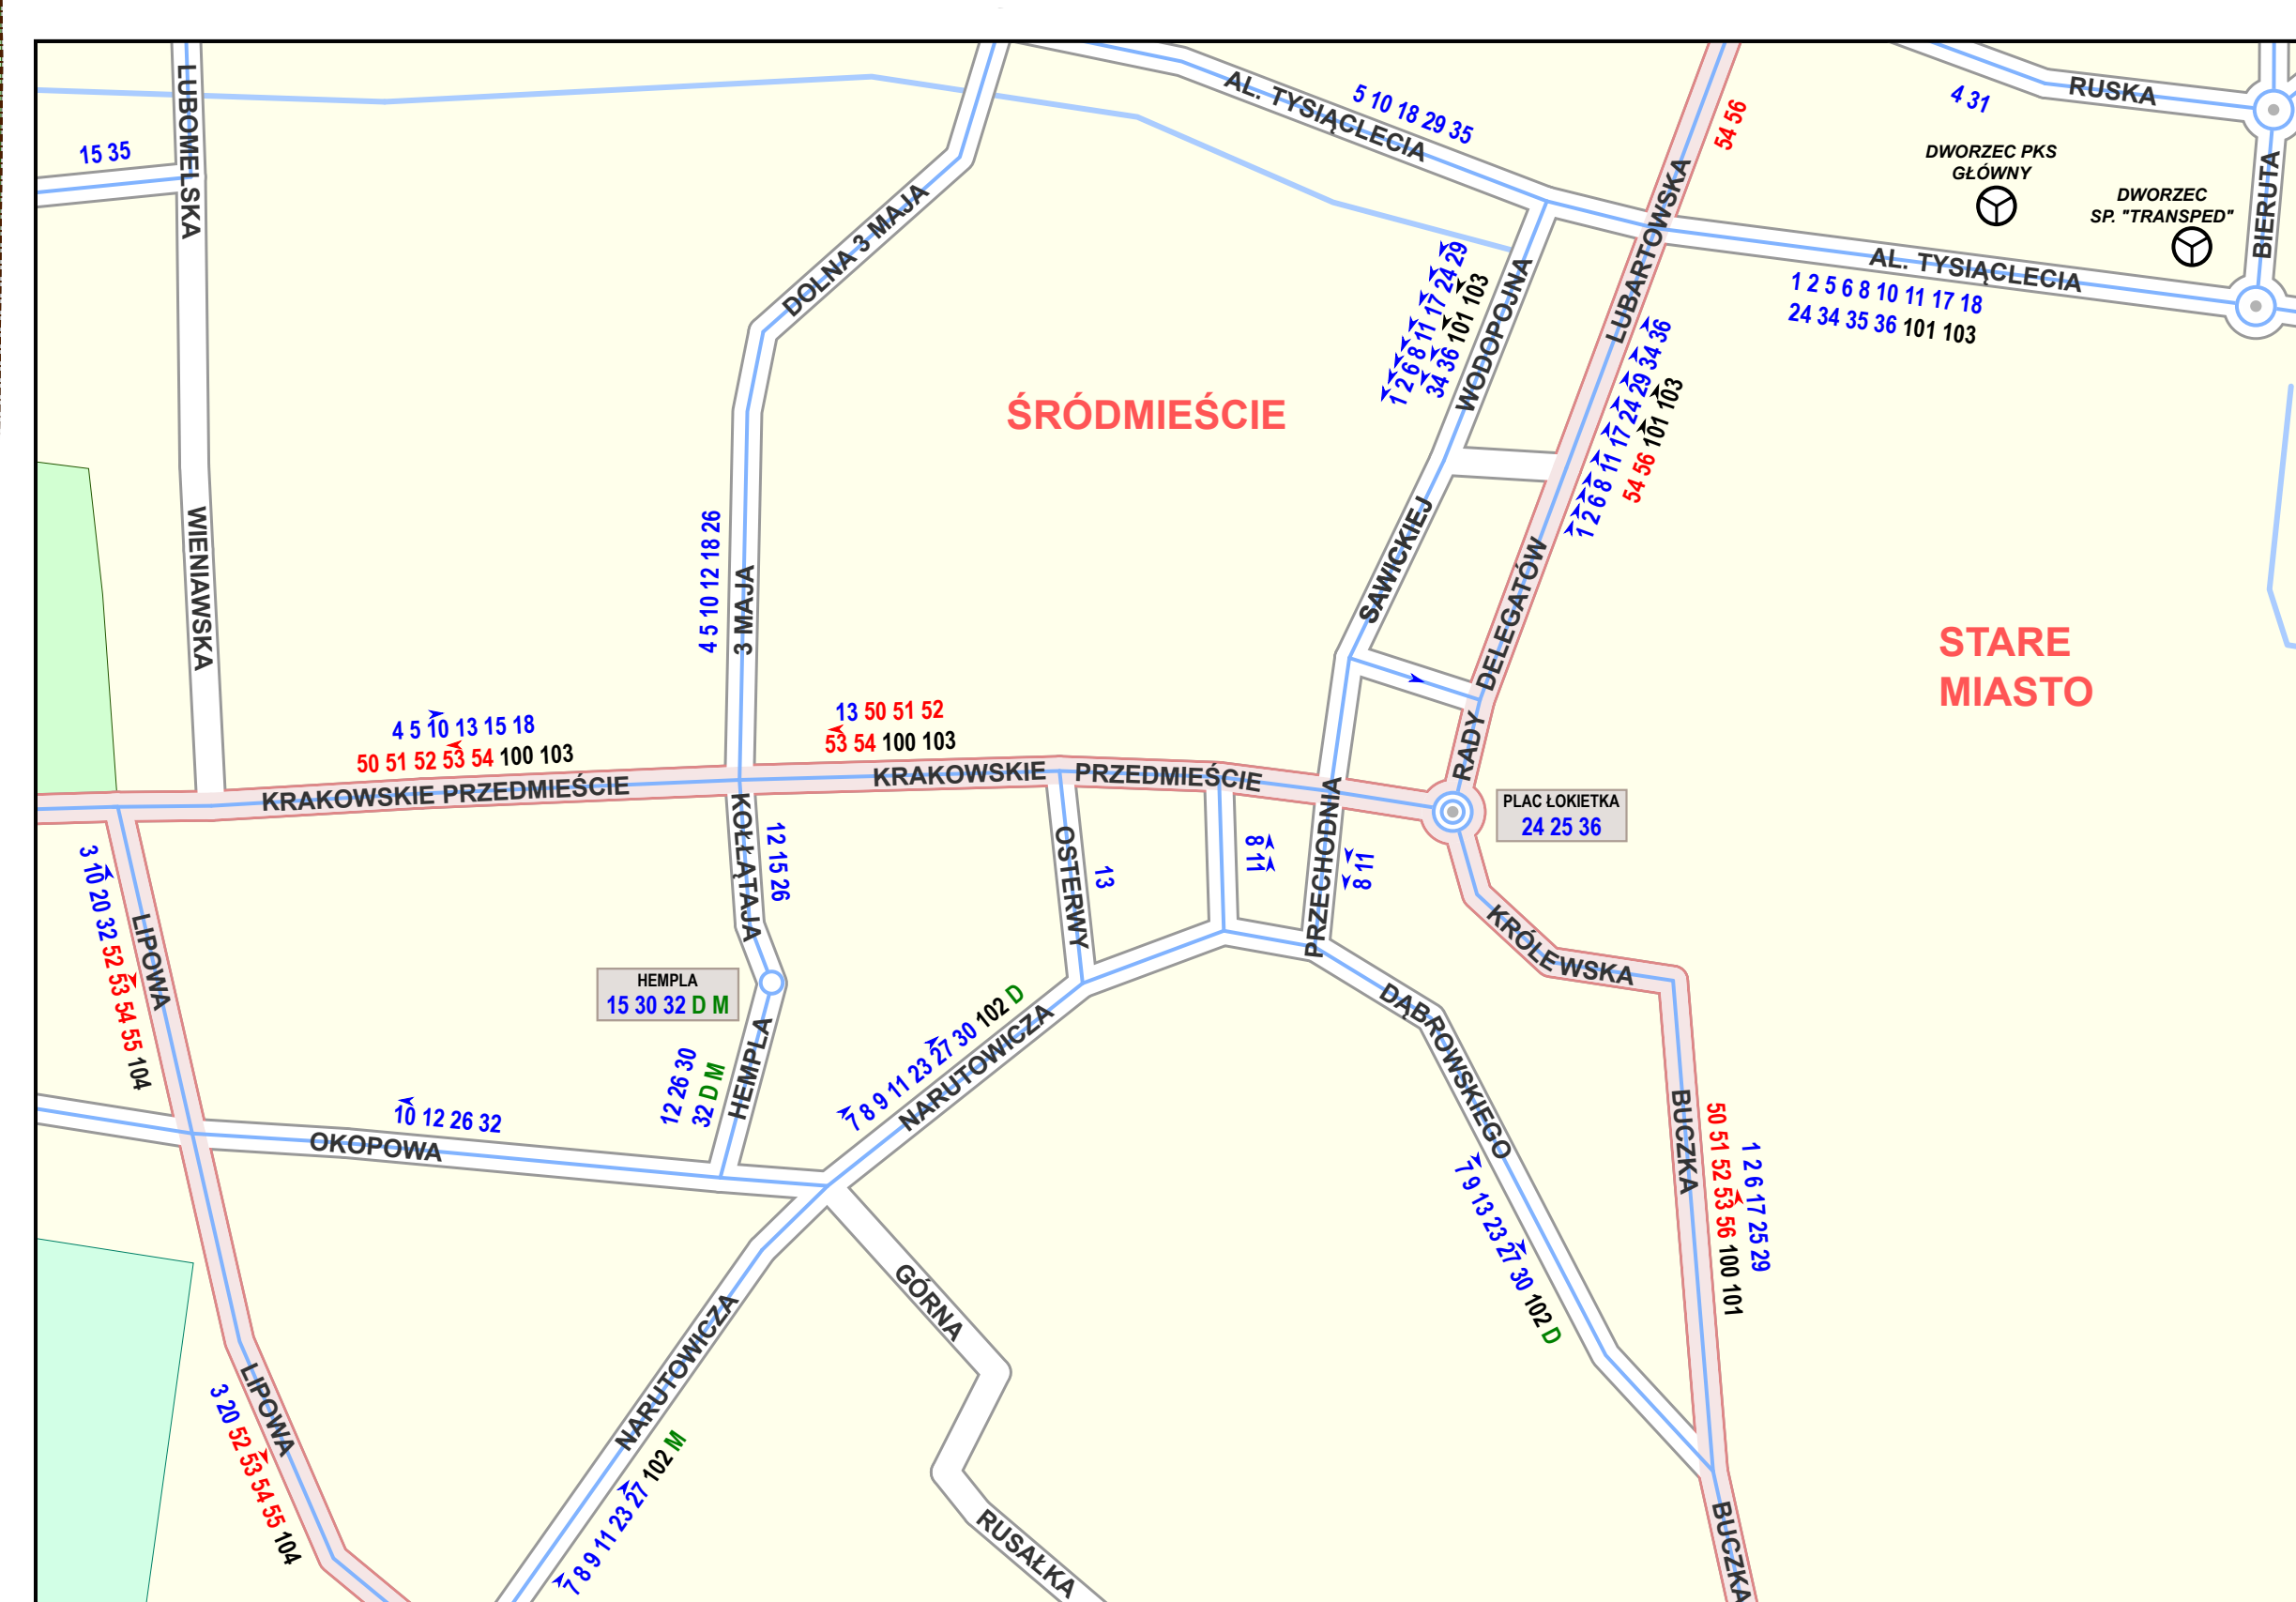 LUBOMELSKA
15 35
WIENIAWSKA
DOLNA 3 MAJA
AL. TYSIĄCLECIA
5 10 18 29 35
54 56
4 31
RUSKA
BIERUTA
DWORZEC PKS
GŁÓWNY
DWORZEC
SP. "TRANSPED"
AL. TYSIĄCLECIA
1 2 5 6 8 10 11 17 18
24 34 35 36 101 103
LUBARTOWSKA
1 2 6 8 11 17 24 29
34 36 101 103
WODOPOJNA
1 2 6 8 11 17 24 29 34 36
54 56 101 103
ŚRÓDMIEŚCIE
SAWICKIEJ
RADY DELEGATÓW
STARE
MIASTO
4 5 10 12 18 26
3 MAJA
4 5 10 13 15 18
50 51 52 53 54 100 103
KRAKOWSKIE PRZEDMIEŚCIE
13 50 51 52
53 54 100 103
KRAKOWSKIE PRZEDMIEŚCIE
PLAC ŁOKIETKA
24 25 36
KOŁŁĄTAJA
12 15 26
OSTERWY
13
8 11
PRZECHODNIA
8 11
KRÓLEWSKA
3 10 20 32 52 53 54 55 104
LIPOWA
HEMPLA
15 30 32 D M
12 26 30
32 D M
HEMPLA
7 8 9 11 23 27 30 102 D
NARUTOWICZA
DĄBROWSKIEGO
7 9 13 23 27 30 102 D
BUCZKA
50 51 52 53 56 100 101
1 2 6 17 25 29
10 12 26 32
OKOPOWA
GÓRNA
NARUTOWICZA
7 8 9 11 23 27 102 M
LIPOWA
3 20 52 53 54 55 104
RUSAŁKA
BUCZKA